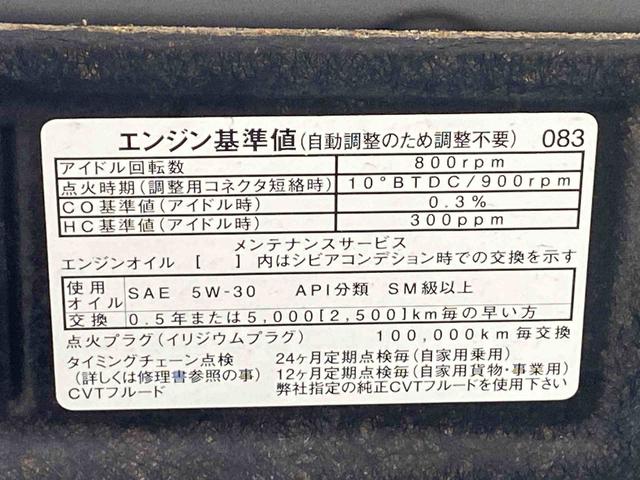 エンジン基準値(自動調整のため調整不要) 083
アイドル回転数 800rpm
点火時期(調整用コネクタ短絡時) 10°BTDC/900rpm
CO基準値(アイドル時) 0.3%
HC基準値(アイドル時) 300ppm
メンテナンスサービス
エンジンオイル [ ] 内はシビアコンデション時での交換を示す
使用オイル SAE 5W-30 API分類 SM級以上
交換 0.5年または5,000[2,500]km毎の早い方
点火プラグ(イリジウムプラグ) 100,000km毎交換
タイミングチェーン点検 24ヶ月定期点検毎(自家用乗用)
(詳しくは修理書参照の事) 12ヶ月定期点検毎(自家用貨物・事業用)
CVTフルード 弊社指定の純正CVTフルードを使用下さい